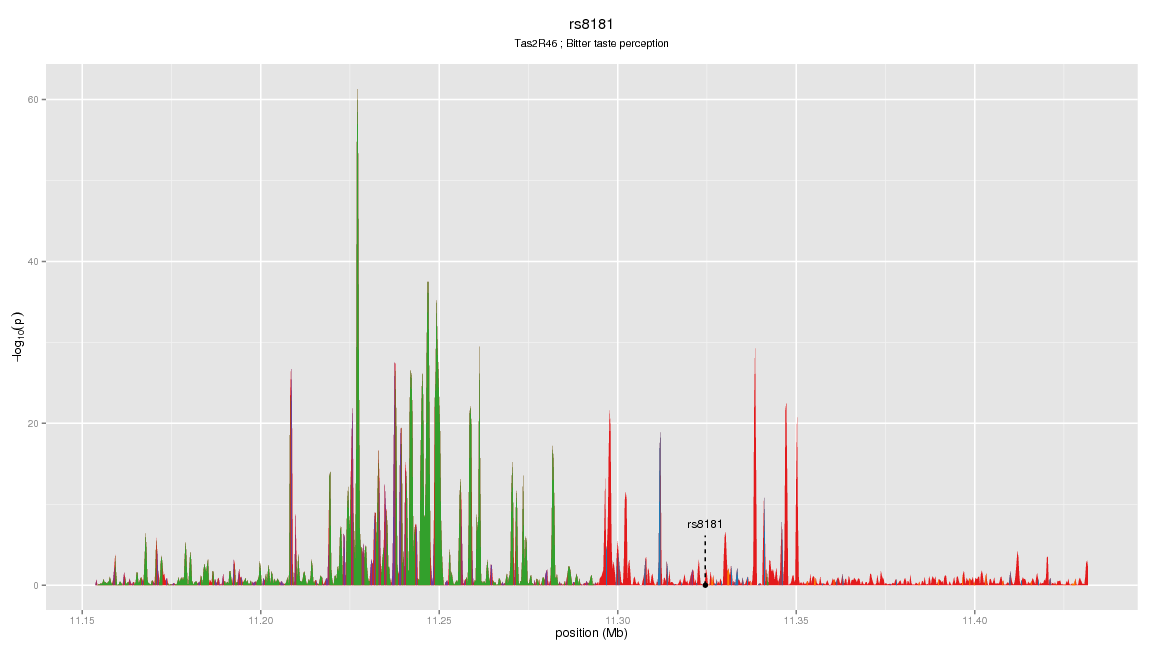 rs8181
Tas2R46 ; Bitter taste perception
60
40
20
0
−log10(p)
rs8181
11.15 11.20 11.25 11.30 11.35 11.40
position (Mb)